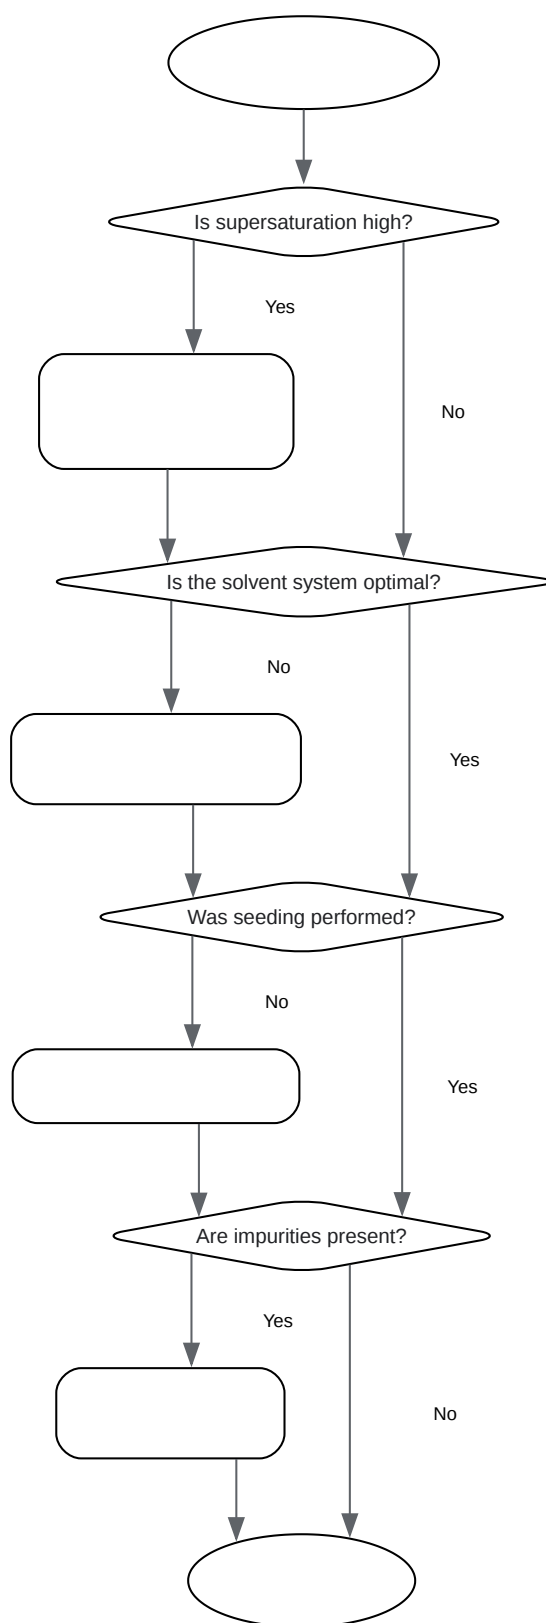 Is supersaturation high?
Yes
No
Is the solvent system optimal?
No
Yes
Was seeding performed?
No
Yes
Are impurities present?
Yes
No